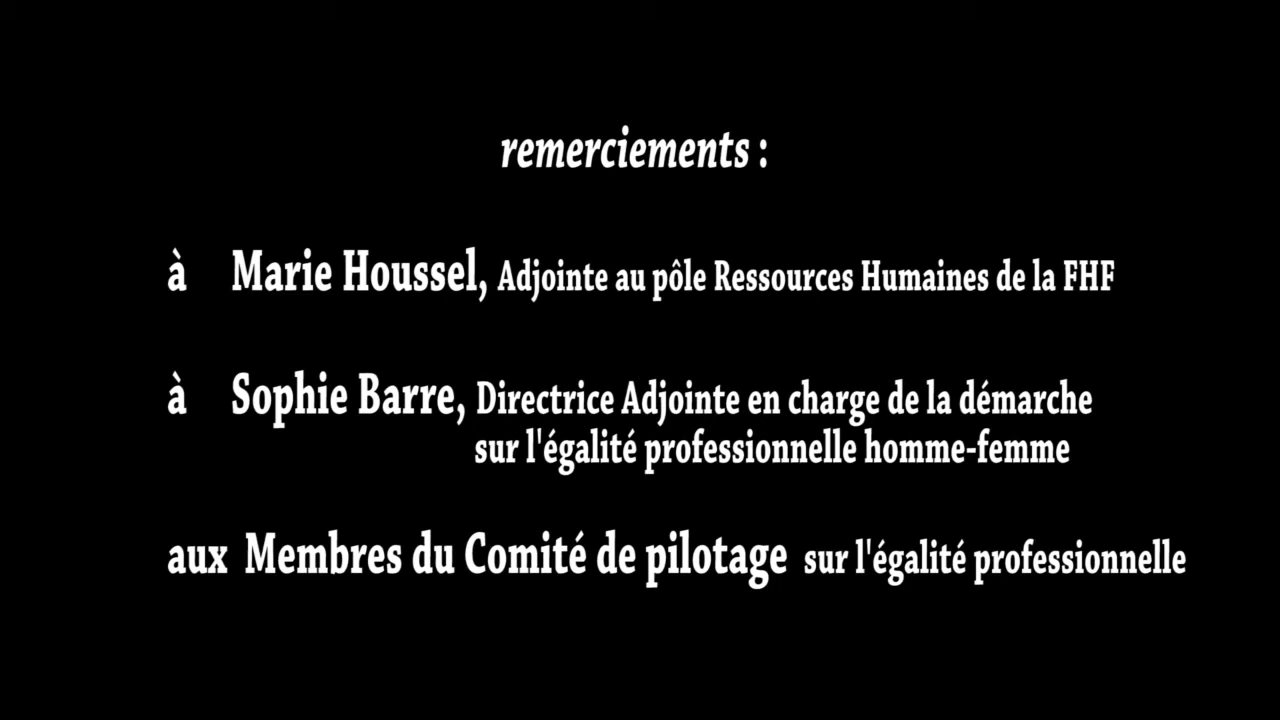 remerciements :
à Marie Houssel, Adjointe au pôle Ressources Humaines de la FHF
à Sophie Barre, Directrice Adjointe en charge de la démarche
sur l'égalité professionnelle homme-femme
aux Membres du Comité de pilotage sur l'égalité professionnelle